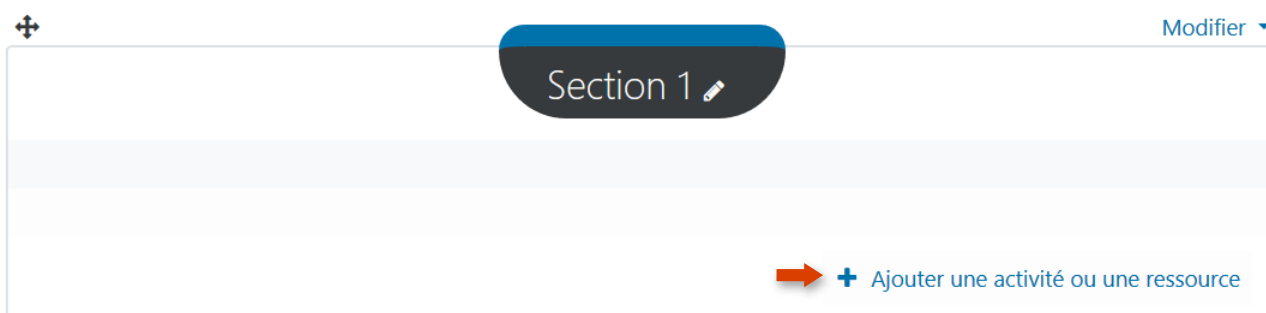 Modifier
Section 1
Ajouter une activité ou une ressource